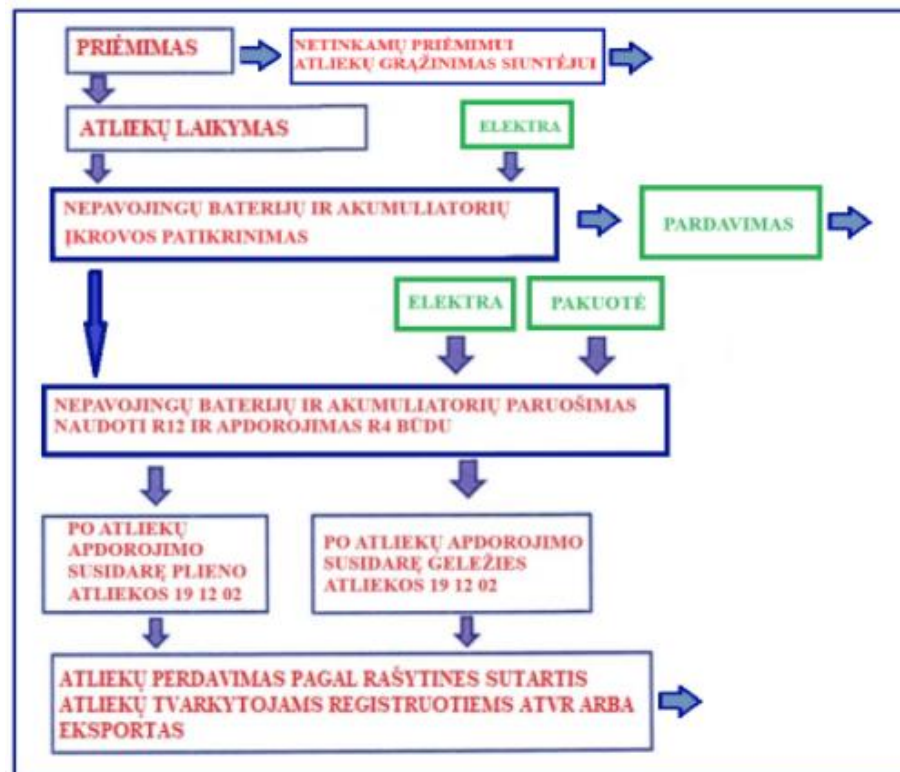 PRIĖMIMAS
NETINKAMŲ PRIĖMIMUI
ATLIEKŲ GRĄŽINIMAS SIUNTĖJUI
ATLIEKŲ LAIKYMAS
ELEKTRA
NEPAVOJINGŲ BATERIJŲ IR AKUMULIATORIŲ
ĮKROVOS PATIKRINIMAS
PARDAVIMAS
ELEKTRA
PAKUOTĖ
NEPAVOJINGŲ BATERIJŲ IR AKUMULIATORIŲ PARUOŠIMAS
NAUDOTI R12 IR APDOROJIMAS R4 BŪDU
PO ATLIEKŲ
APDOROJIMO
SUSIDARĘ PLIENO
ATLIEKOS 19 12 02
PO ATLIEKŲ APDOROJIMO
SUSIDARĘ GELEŽIES
ATLIEKOS 19 12 02
ATLIEKŲ PERDAVIMAS PAGAL RAŠYTINES SUTARTIS
ATLIEKŲ TVARKYTOJAMS REGISTRUOTIEMS ATVR ARBA
EKSPORTAS